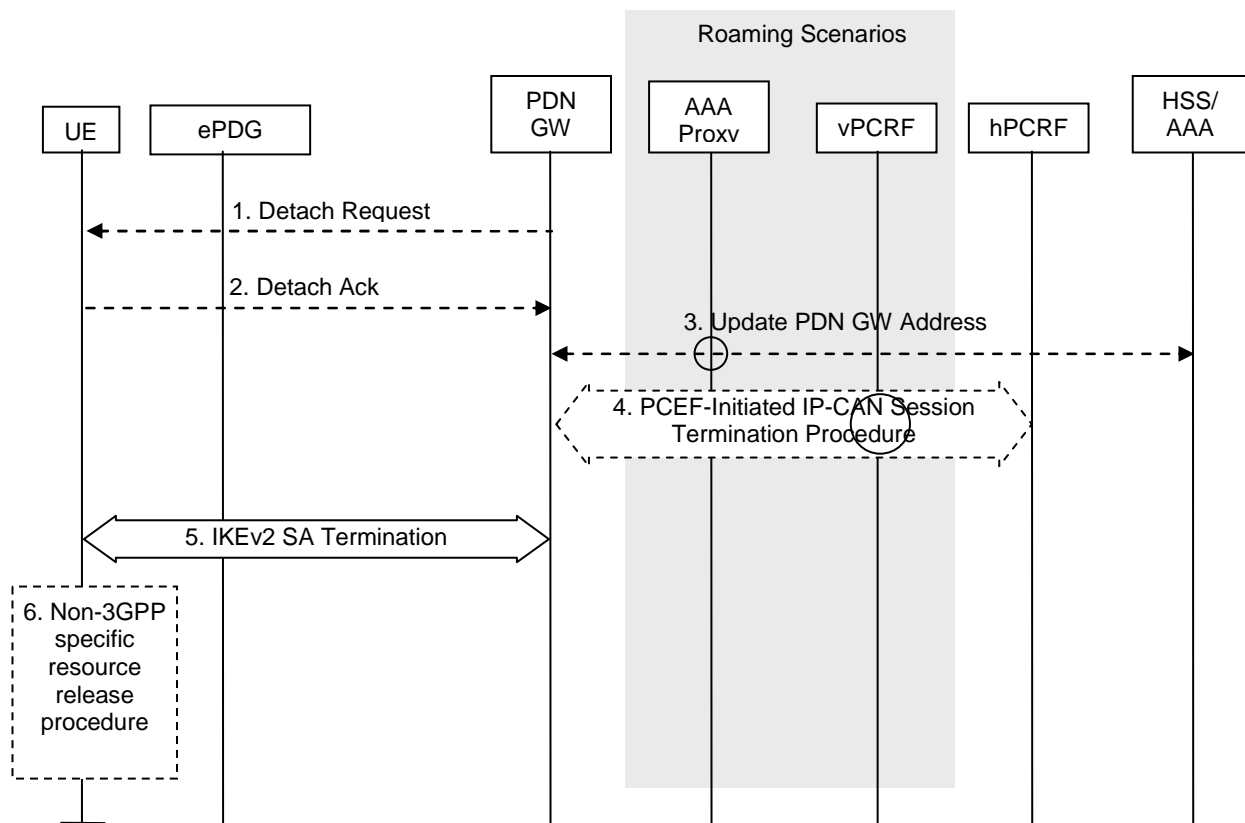 Roaming Scenarios
UE
ePDG
PDN
GW
AAA
Proxv
vPCRF
hPCRF
HSS/
AAA
1. Detach Request
2. Detach Ack
3. Update PDN GW Address
4. PCEF-Initiated IP-CAN Session
Termination Procedure
5. IKEv2 SA Termination
6. Non-3GPP
specific
resource
release
procedure